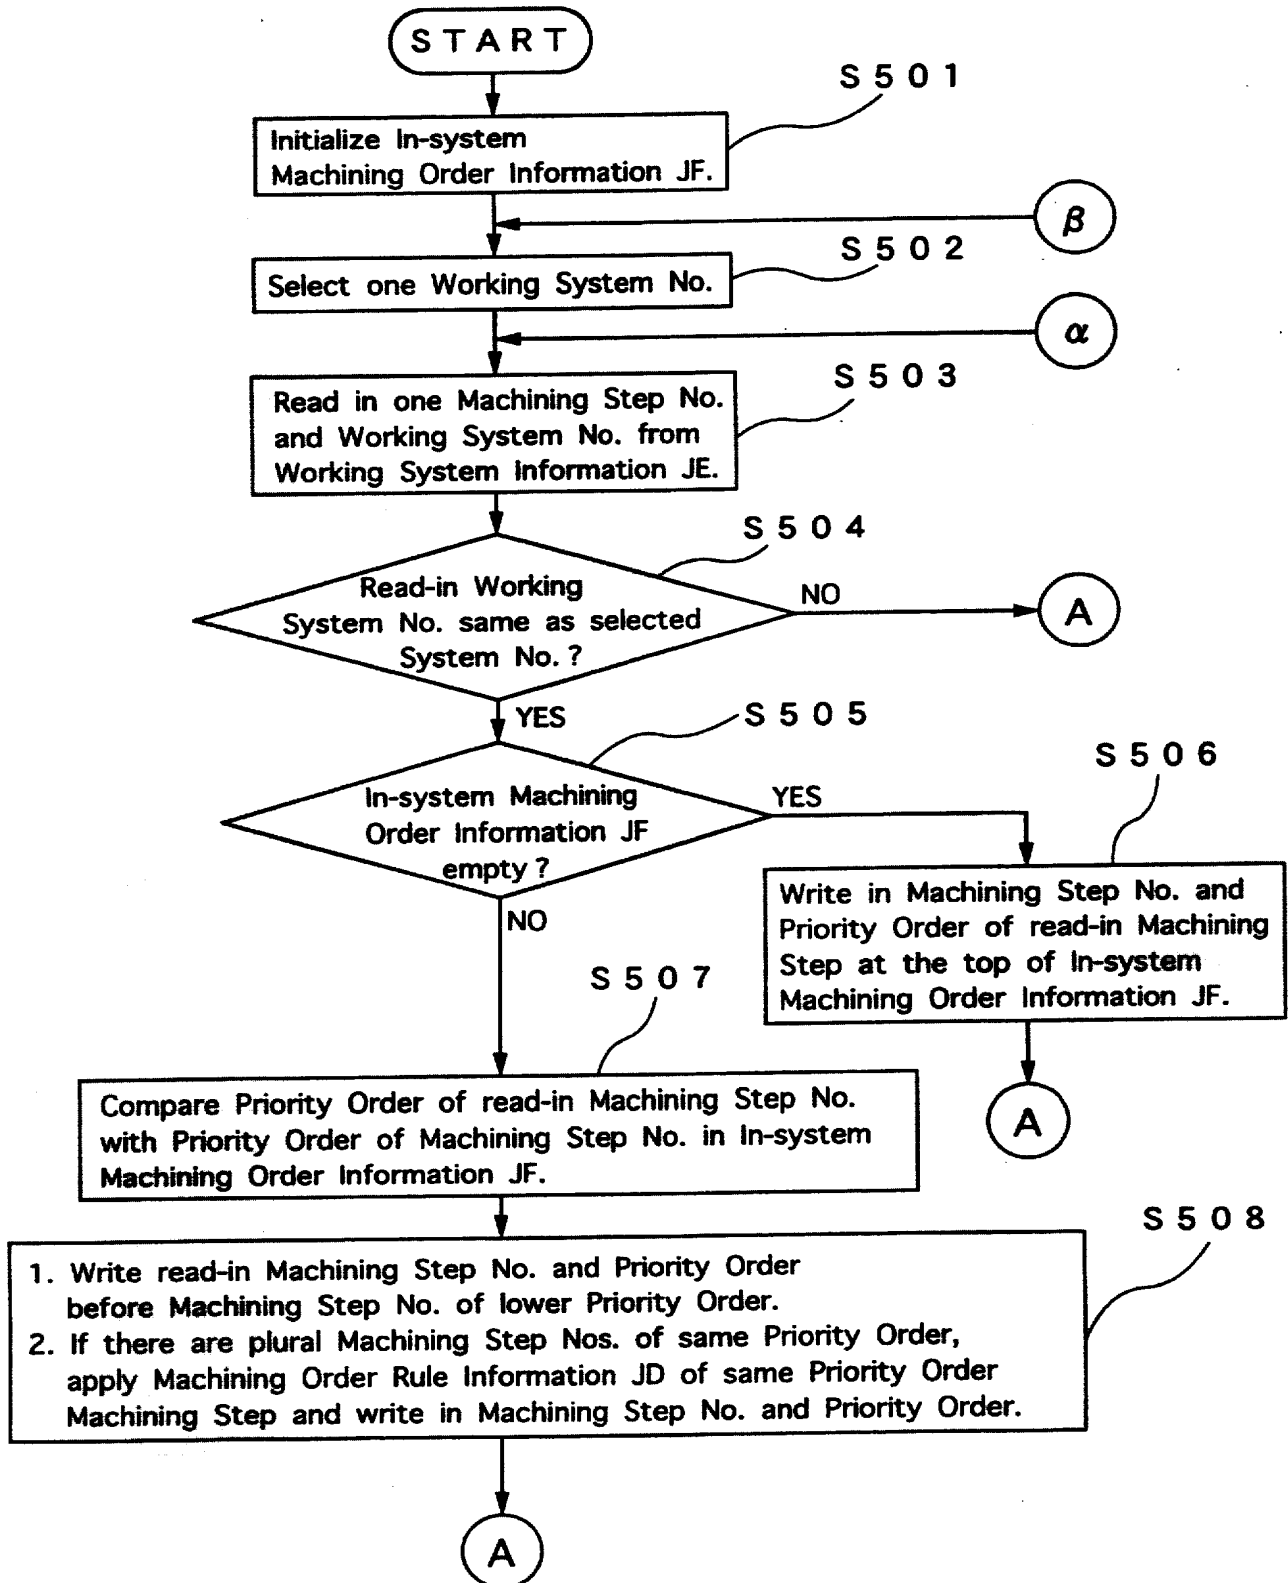 START
S501
Initialize In-system
Machining Order Information JF.
β
S502
Select one Working System No.
α
S503
Read in one Machining Step No.
and Working System No. from
Working System Information JE.
S504
Read-in Working
System No. same as selected
System No.?
NO
A
YES
S505
In-system Machining
Order Information JF
empty?
YES
S506
Write in Machining Step No. and
Priority Order of read-in Machining
Step at the top of In-system
Machining Order Information JF.
A
NO
S507
Compare Priority Order of read-in Machining Step No.
with Priority Order of Machining Step No. in In-system
Machining Order Information JF.
S508
1. Write read-in Machining Step No. and Priority Order
before Machining Step No. of lower Priority Order.
2. If there are plural Machining Step Nos. of same Priority Order,
apply Machining Order Rule Information JD of same Priority Order
Machining Step and write in Machining Step No. and Priority Order.
A